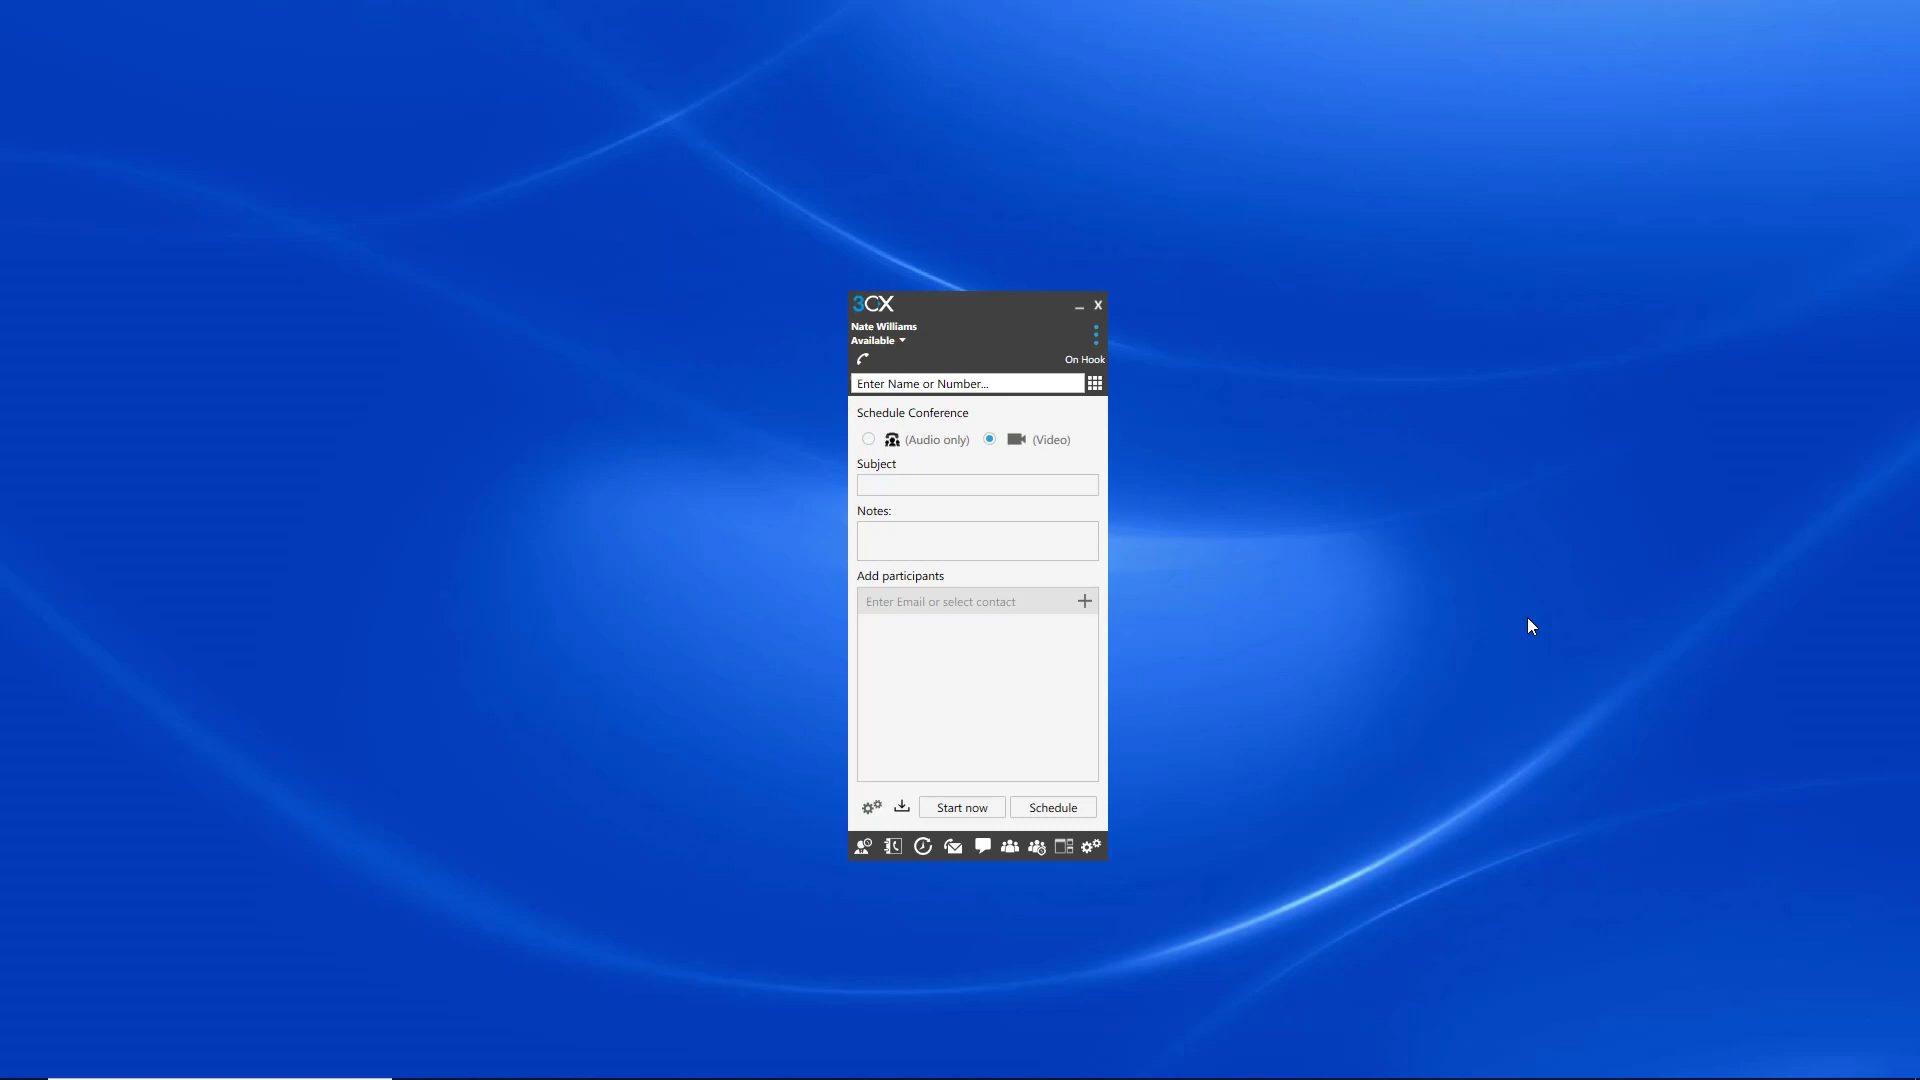 3CX
Nate Williams
Available
On Hook
Enter Name or Number...
Schedule Conference
(Audio only) (Video)
Subject
Notes:
Add participants
Enter Email or select contact
Start now Schedule